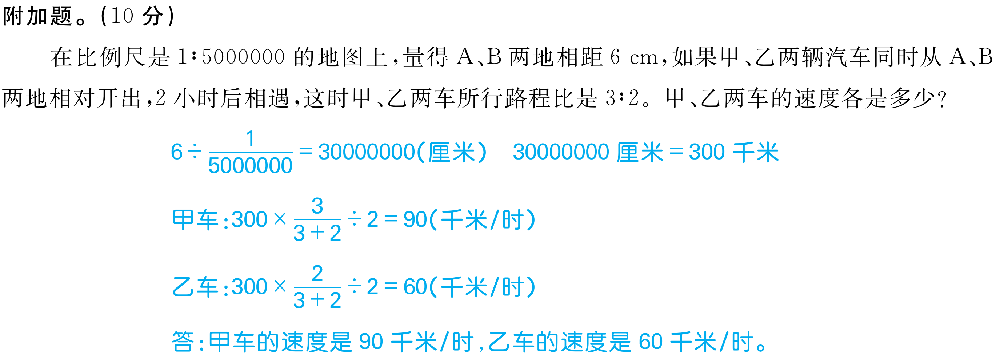 附加题。(10 分)
在比例尺是 1∶5000000 的地图上,量得 A、B 两地相距 6 cm,如果甲、乙两辆汽车同时从 A、B
两地相对开出,2 小时后相遇,这时甲、乙两车所行路程比是 3∶2。甲、乙两车的速度各是多少?
6 ÷ 1/5000000 = 30000000(厘米) 30000000 厘米 = 300 千米
甲车:300 × 3/(3 + 2) ÷ 2 = 90(千米/时)
乙车:300 × 2/(3 + 2) ÷ 2 = 60(千米/时)
答:甲车的速度是 90 千米/时,乙车的速度是 60 千米/时。